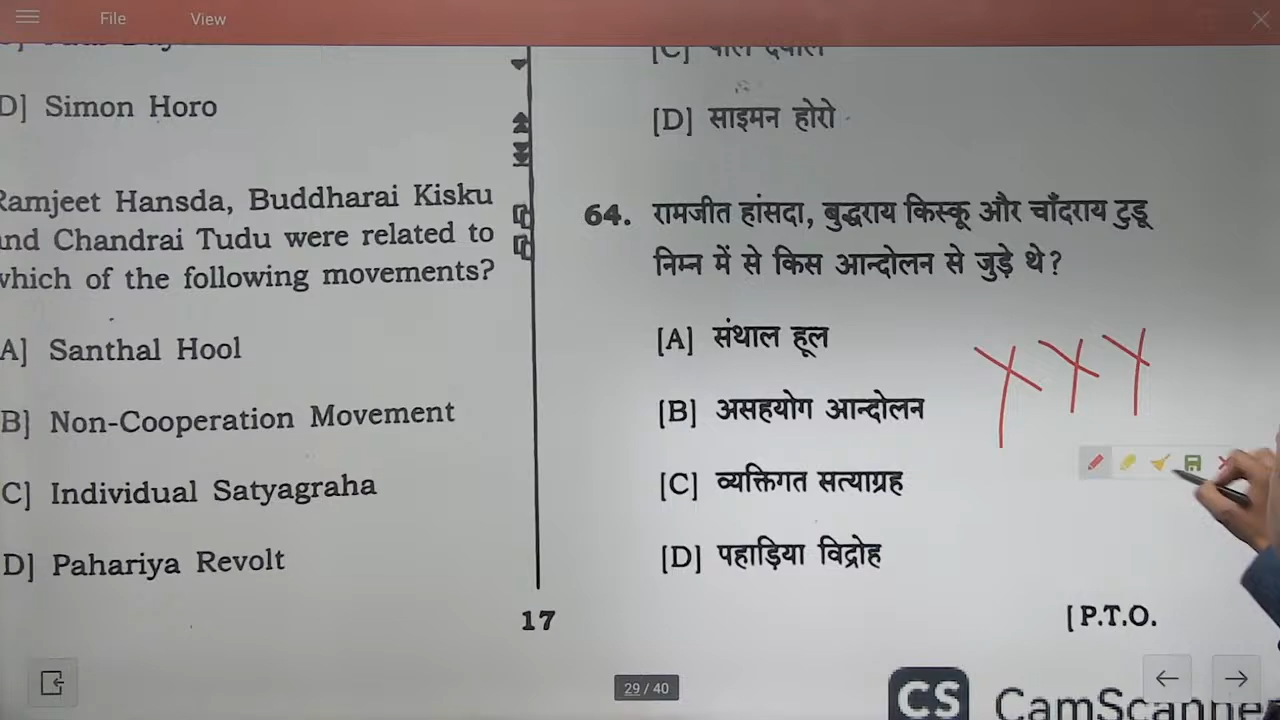 File View
D] Simon Horo
Ramjeet Hansda, Buddharai Kisku
and Chandrai Tudu were related to
which of the following movements?
A] Santhal Hool
B] Non-Cooperation Movement
C] Individual Satyagraha
D] Pahariya Revolt
17
[D] साइमन होरो
64. रामजीत हांसदा, बुद्धराय किस्कू और चाँदराय टुडू
निम्न में से किस आन्दोलन से जुड़े थे?
[A] संथाल हूल
[B] असहयोग आन्दोलन
[C] व्यक्तिगत सत्याग्रह
[D] पहाड़िया विद्रोह
[P.T.O.
29 / 40
CS CamScanner